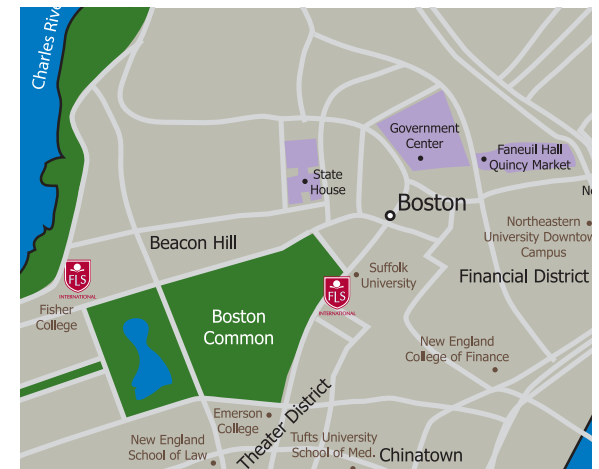 Charles River
Government
Center
Faneuil Hall
Quincy Market
State
House
Boston
Northeastern
University Downtow
Campus
Beacon Hill
Suffolk
University
Financial District
FLS
INTERNATIONAL
FLS
INTERNATIONAL
Fisher
College
Boston
Common
New England
College of Finance
Emerson
College
Theater District
New England
School of Law
Tufts University
School of Med.
Chinatown